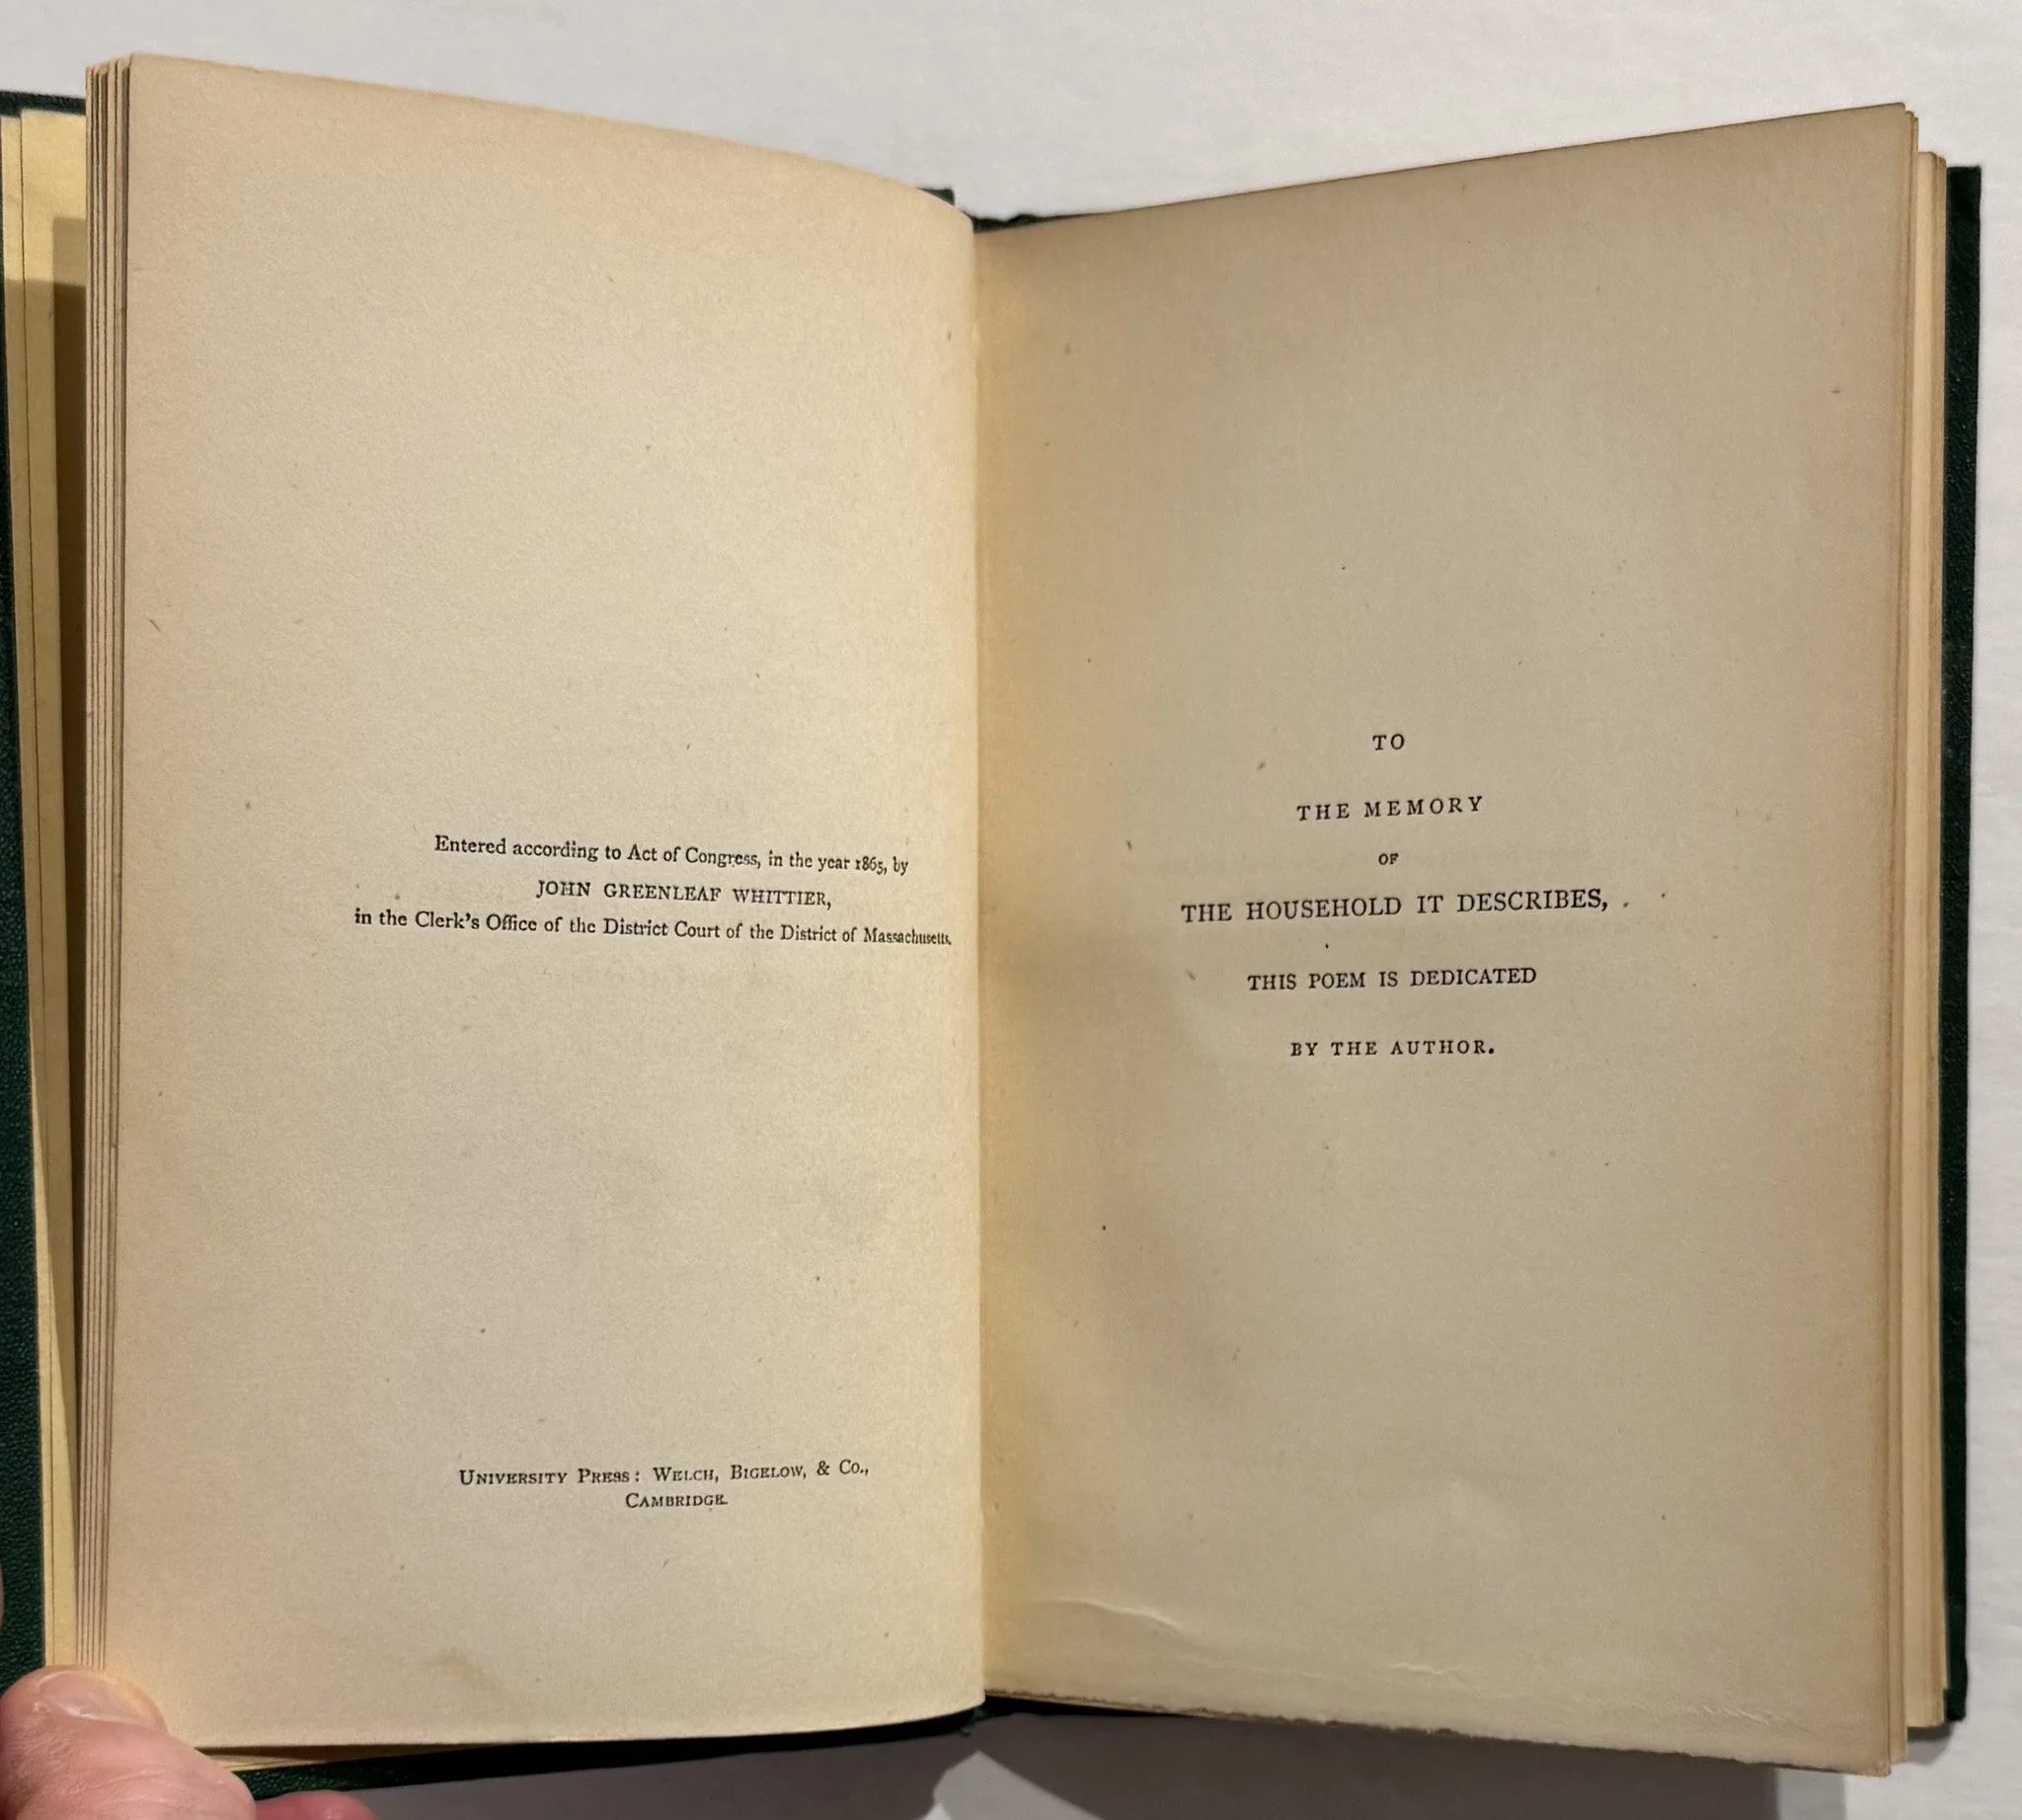 Entered according to Act of Congress, in the year 1865, by
JOHN GREENLEAF WHITTIER,
in the Clerk's Office of the District Court of the District of Massachusetts.
UNIVERSITY PRESS: WELCH, BIGELOW, & CO.,
CAMBRIDGE.
TO
THE MEMORY
OF
THE HOUSEHOLD IT DESCRIBES,
THIS POEM IS DEDICATED
BY THE AUTHOR.